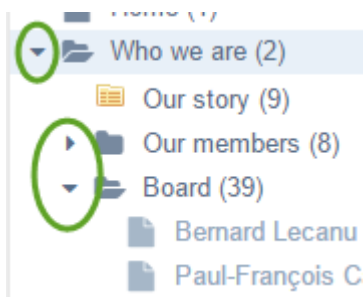 Who we are (2)
Our story (9)
Our members (8)
Board (39)
Bernard Lecanu
Paul-François C